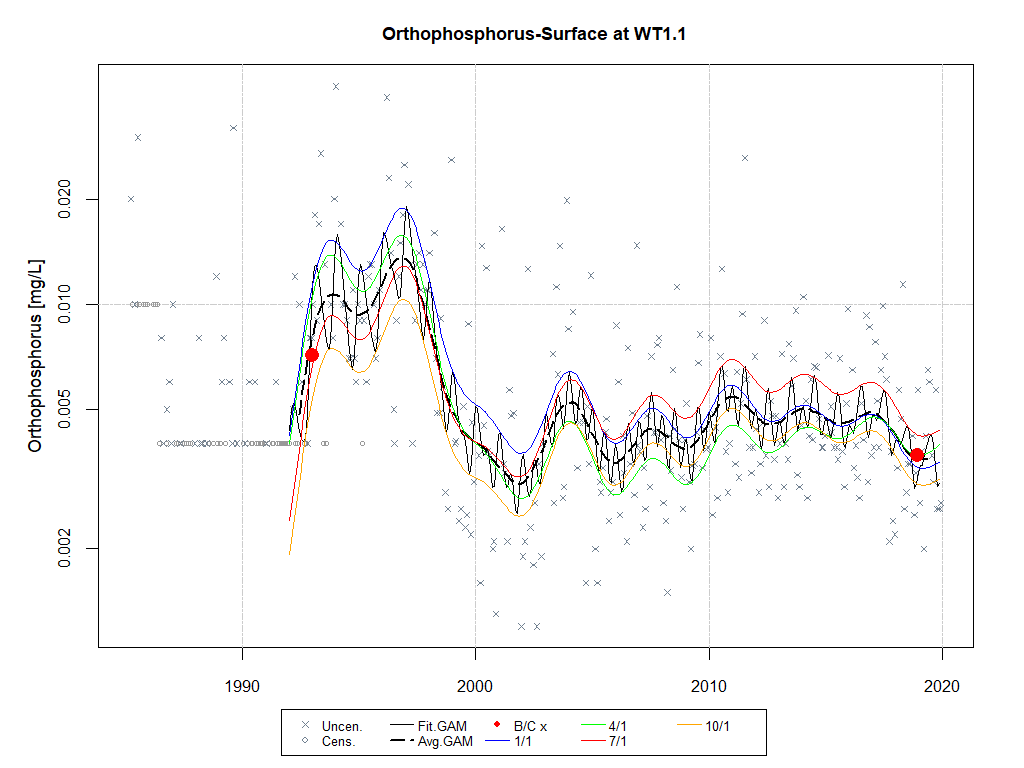 Orthophosphorus-Surface at WT1.1
Orthophosphorus [mg/L]
0.020
0.010
0.005
0.002
1990 2000 2010 2020
Uncen. Fit.GAM B/C x 4/1 10/1
Cens. Avg.GAM 1/1 7/1